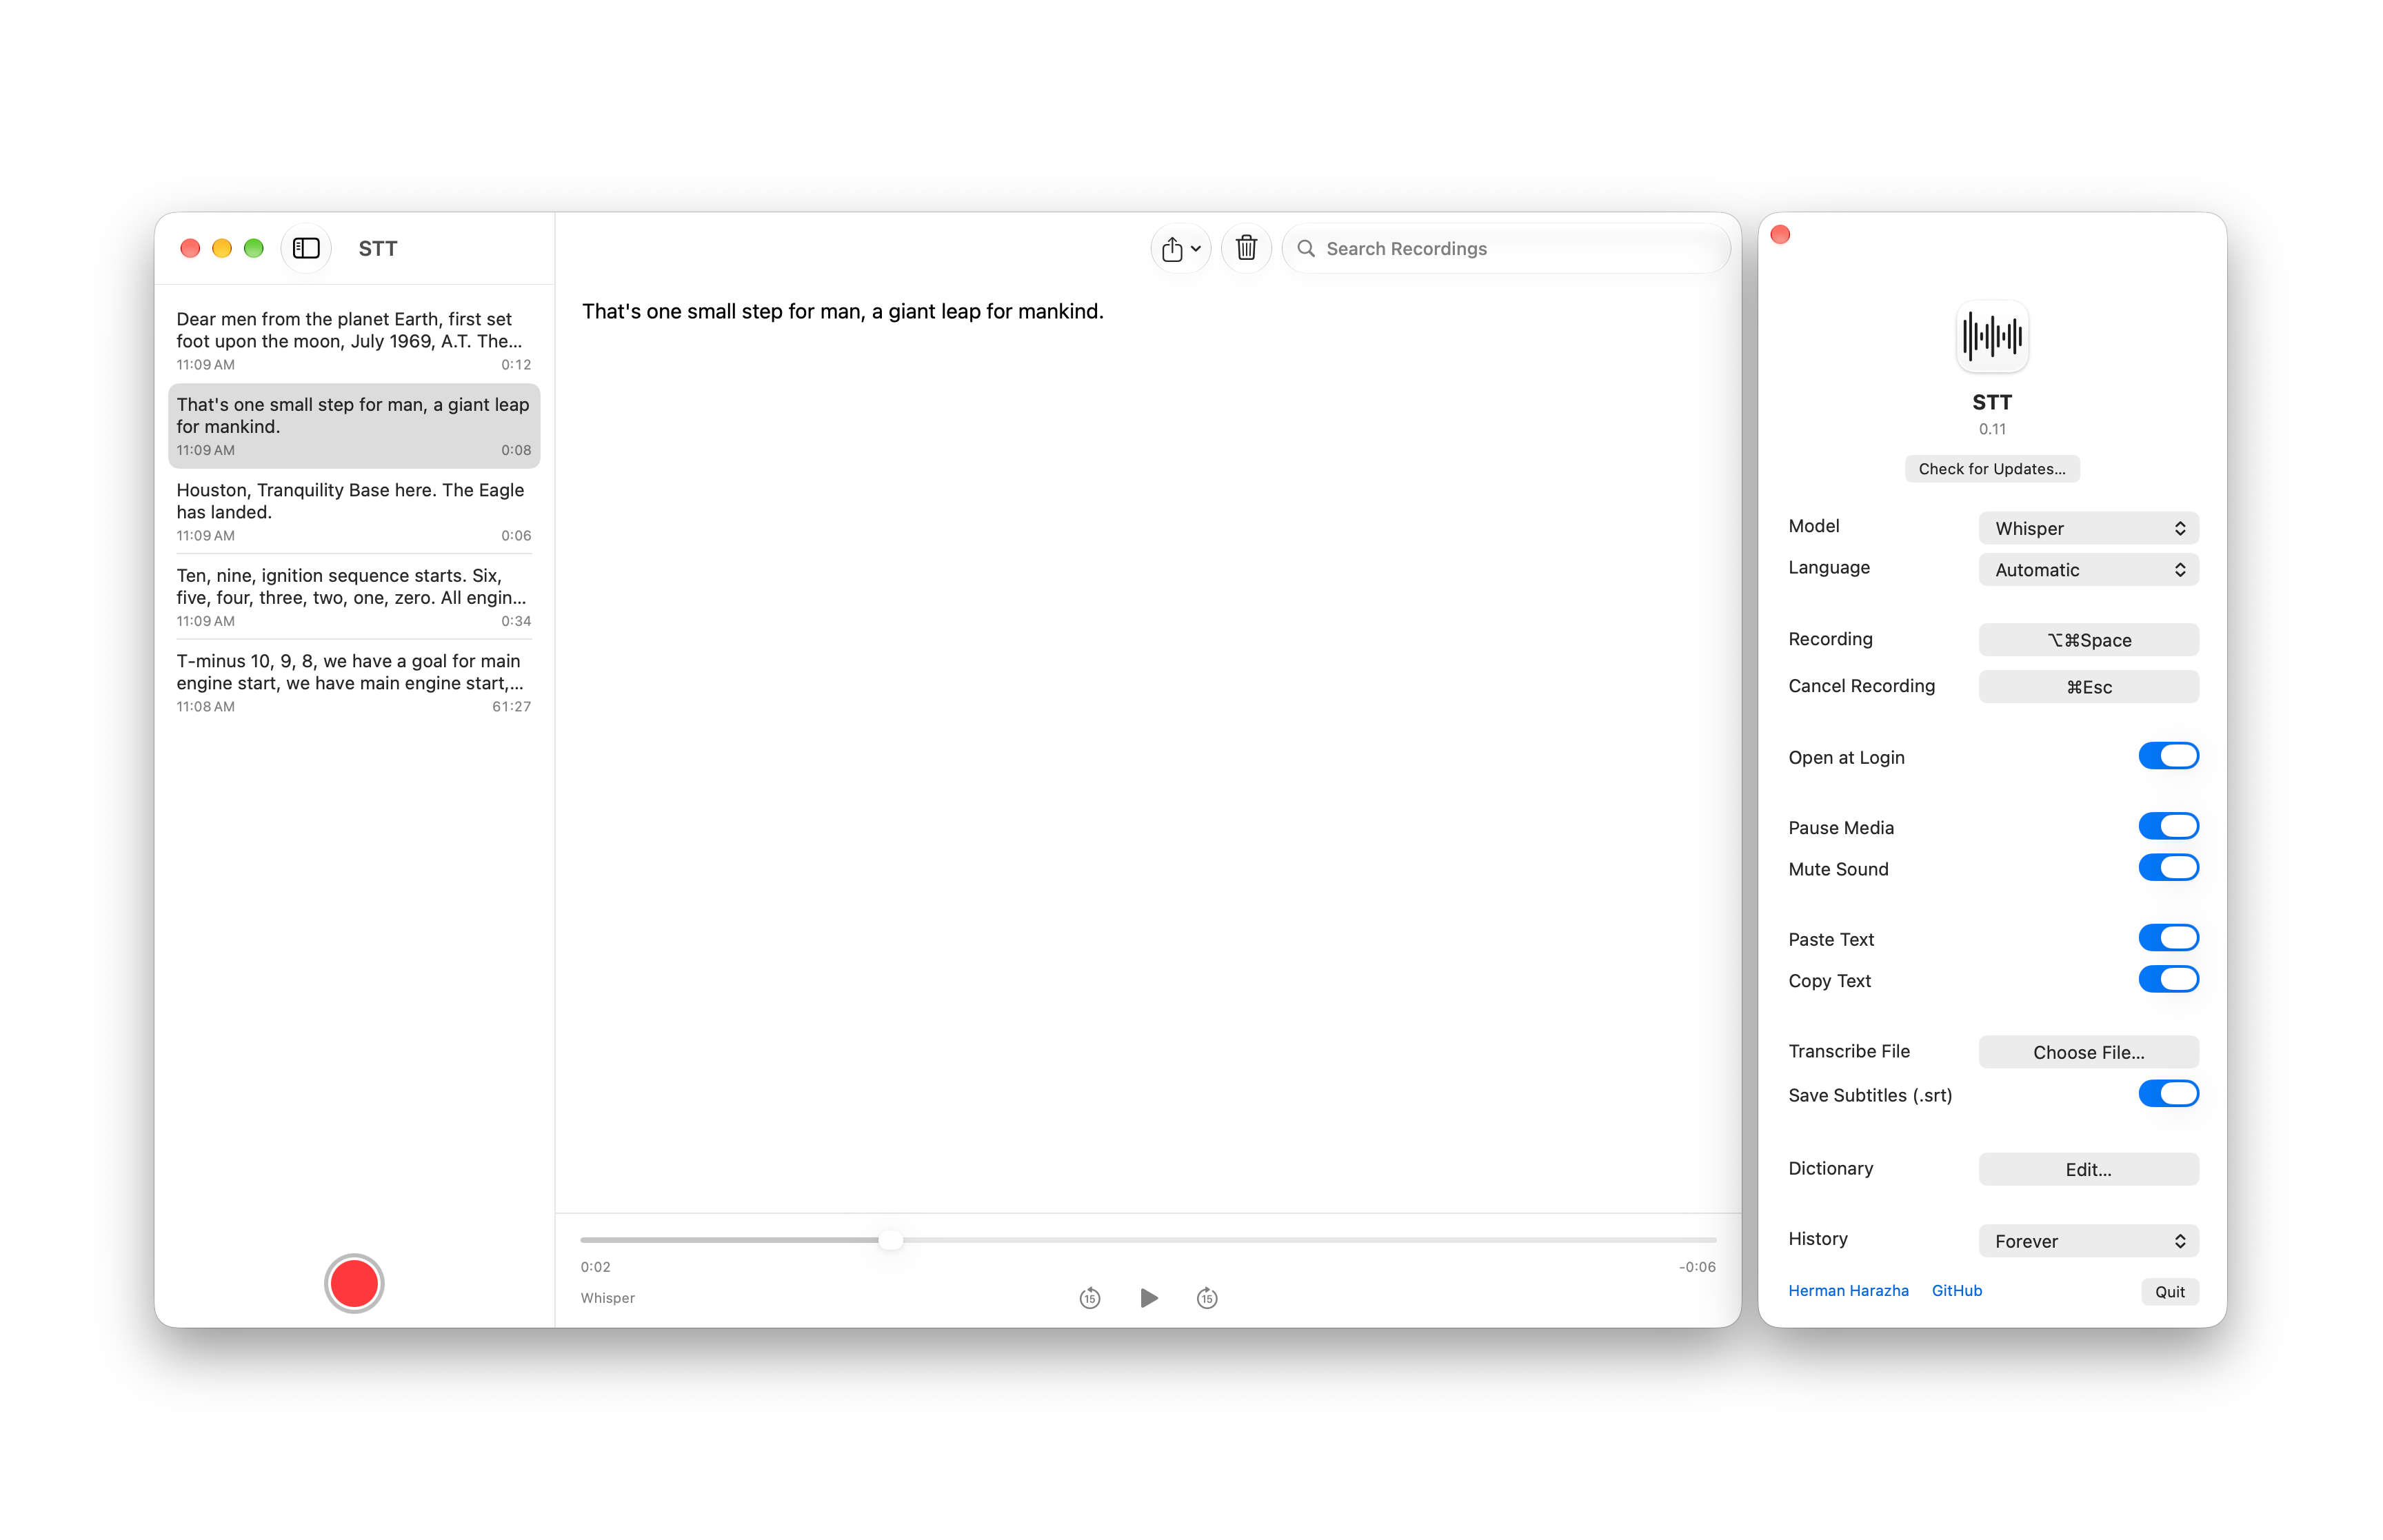 STT
Search Recordings
Dear men from the planet Earth, first set
foot upon the moon, July 1969, A.T. The...
11:09 AM 0:12
That's one small step for man, a giant leap
for mankind.
11:09 AM 0:08
Houston, Tranquility Base here. The Eagle
has landed.
11:09 AM 0:06
Ten, nine, ignition sequence starts. Six,
five, four, three, two, one, zero. All engin...
11:09 AM 0:34
T-minus 10, 9, 8, we have a goal for main
engine start, we have main engine start,...
11:08 AM 61:27
That's one small step for man, a giant leap for mankind.
0:02 -0:06
Whisper
15 15
STT
0.11
Check for Updates...
Model Whisper
Language Automatic
Recording ⌥⌘Space
Cancel Recording ⌘Esc
Open at Login
Pause Media
Mute Sound
Paste Text
Copy Text
Transcribe File Choose File...
Save Subtitles (.srt)
Dictionary Edit...
History Forever
Herman Harazha GitHub Quit